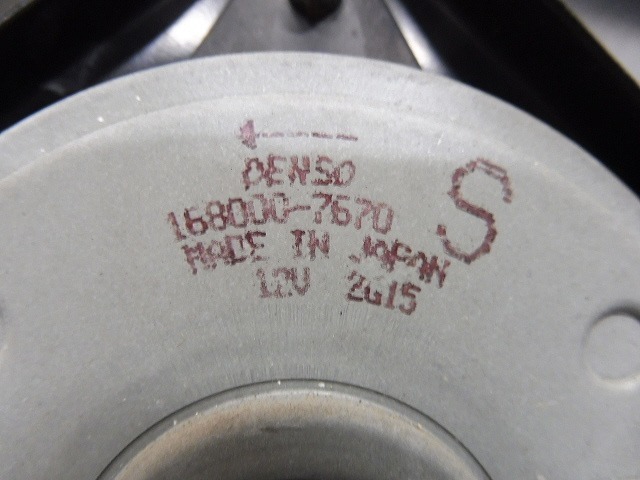 DENSO
168000-7670
MADE IN JAPAN
12V 2G15
S